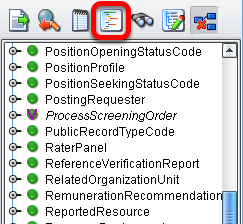 PositionOpeningStatusCode
PositionProfile
PositionSeekingStatusCode
PostingRequester
ProcessScreeningOrder
PublicRecordTypeCode
RaterPanel
ReferenceVerificationReport
RelatedOrganizationUnit
RemunerationRecommendation
ReportedResource